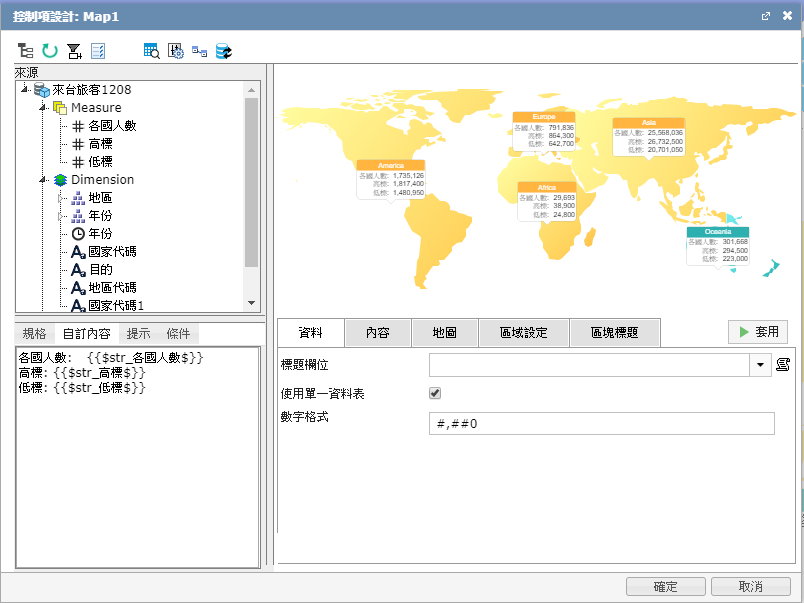 控制項設計: Map1
來源
來台旅客1208
Measure
各國人數
高標
低標
Dimension
地區
年份
年份
國家代碼
目的
地區代碼
國家代碼1
規格 自訂內容 提示 條件
各國人數: {{$str_各國人數$}}
高標: {{$str_高標$}}
低標: {{$str_低標$}}
Europe
各國人數: 791,836
高標: 864,300
低標: 642,700
Asia
各國人數: 25,568,036
高標: 26,732,500
低標: 20,701,050
America
各國人數: 1,735,126
高標: 1,817,400
低標: 1,480,950
Africa
各國人數: 29,693
高標: 38,900
低標: 24,800
Oceania
各國人數: 301,668
高標: 294,500
低標: 223,000
資料 內容 地圖 區域設定 區塊標題 套用
標題欄位
使用單一資料表
數字格式 #,##0
確定 取消